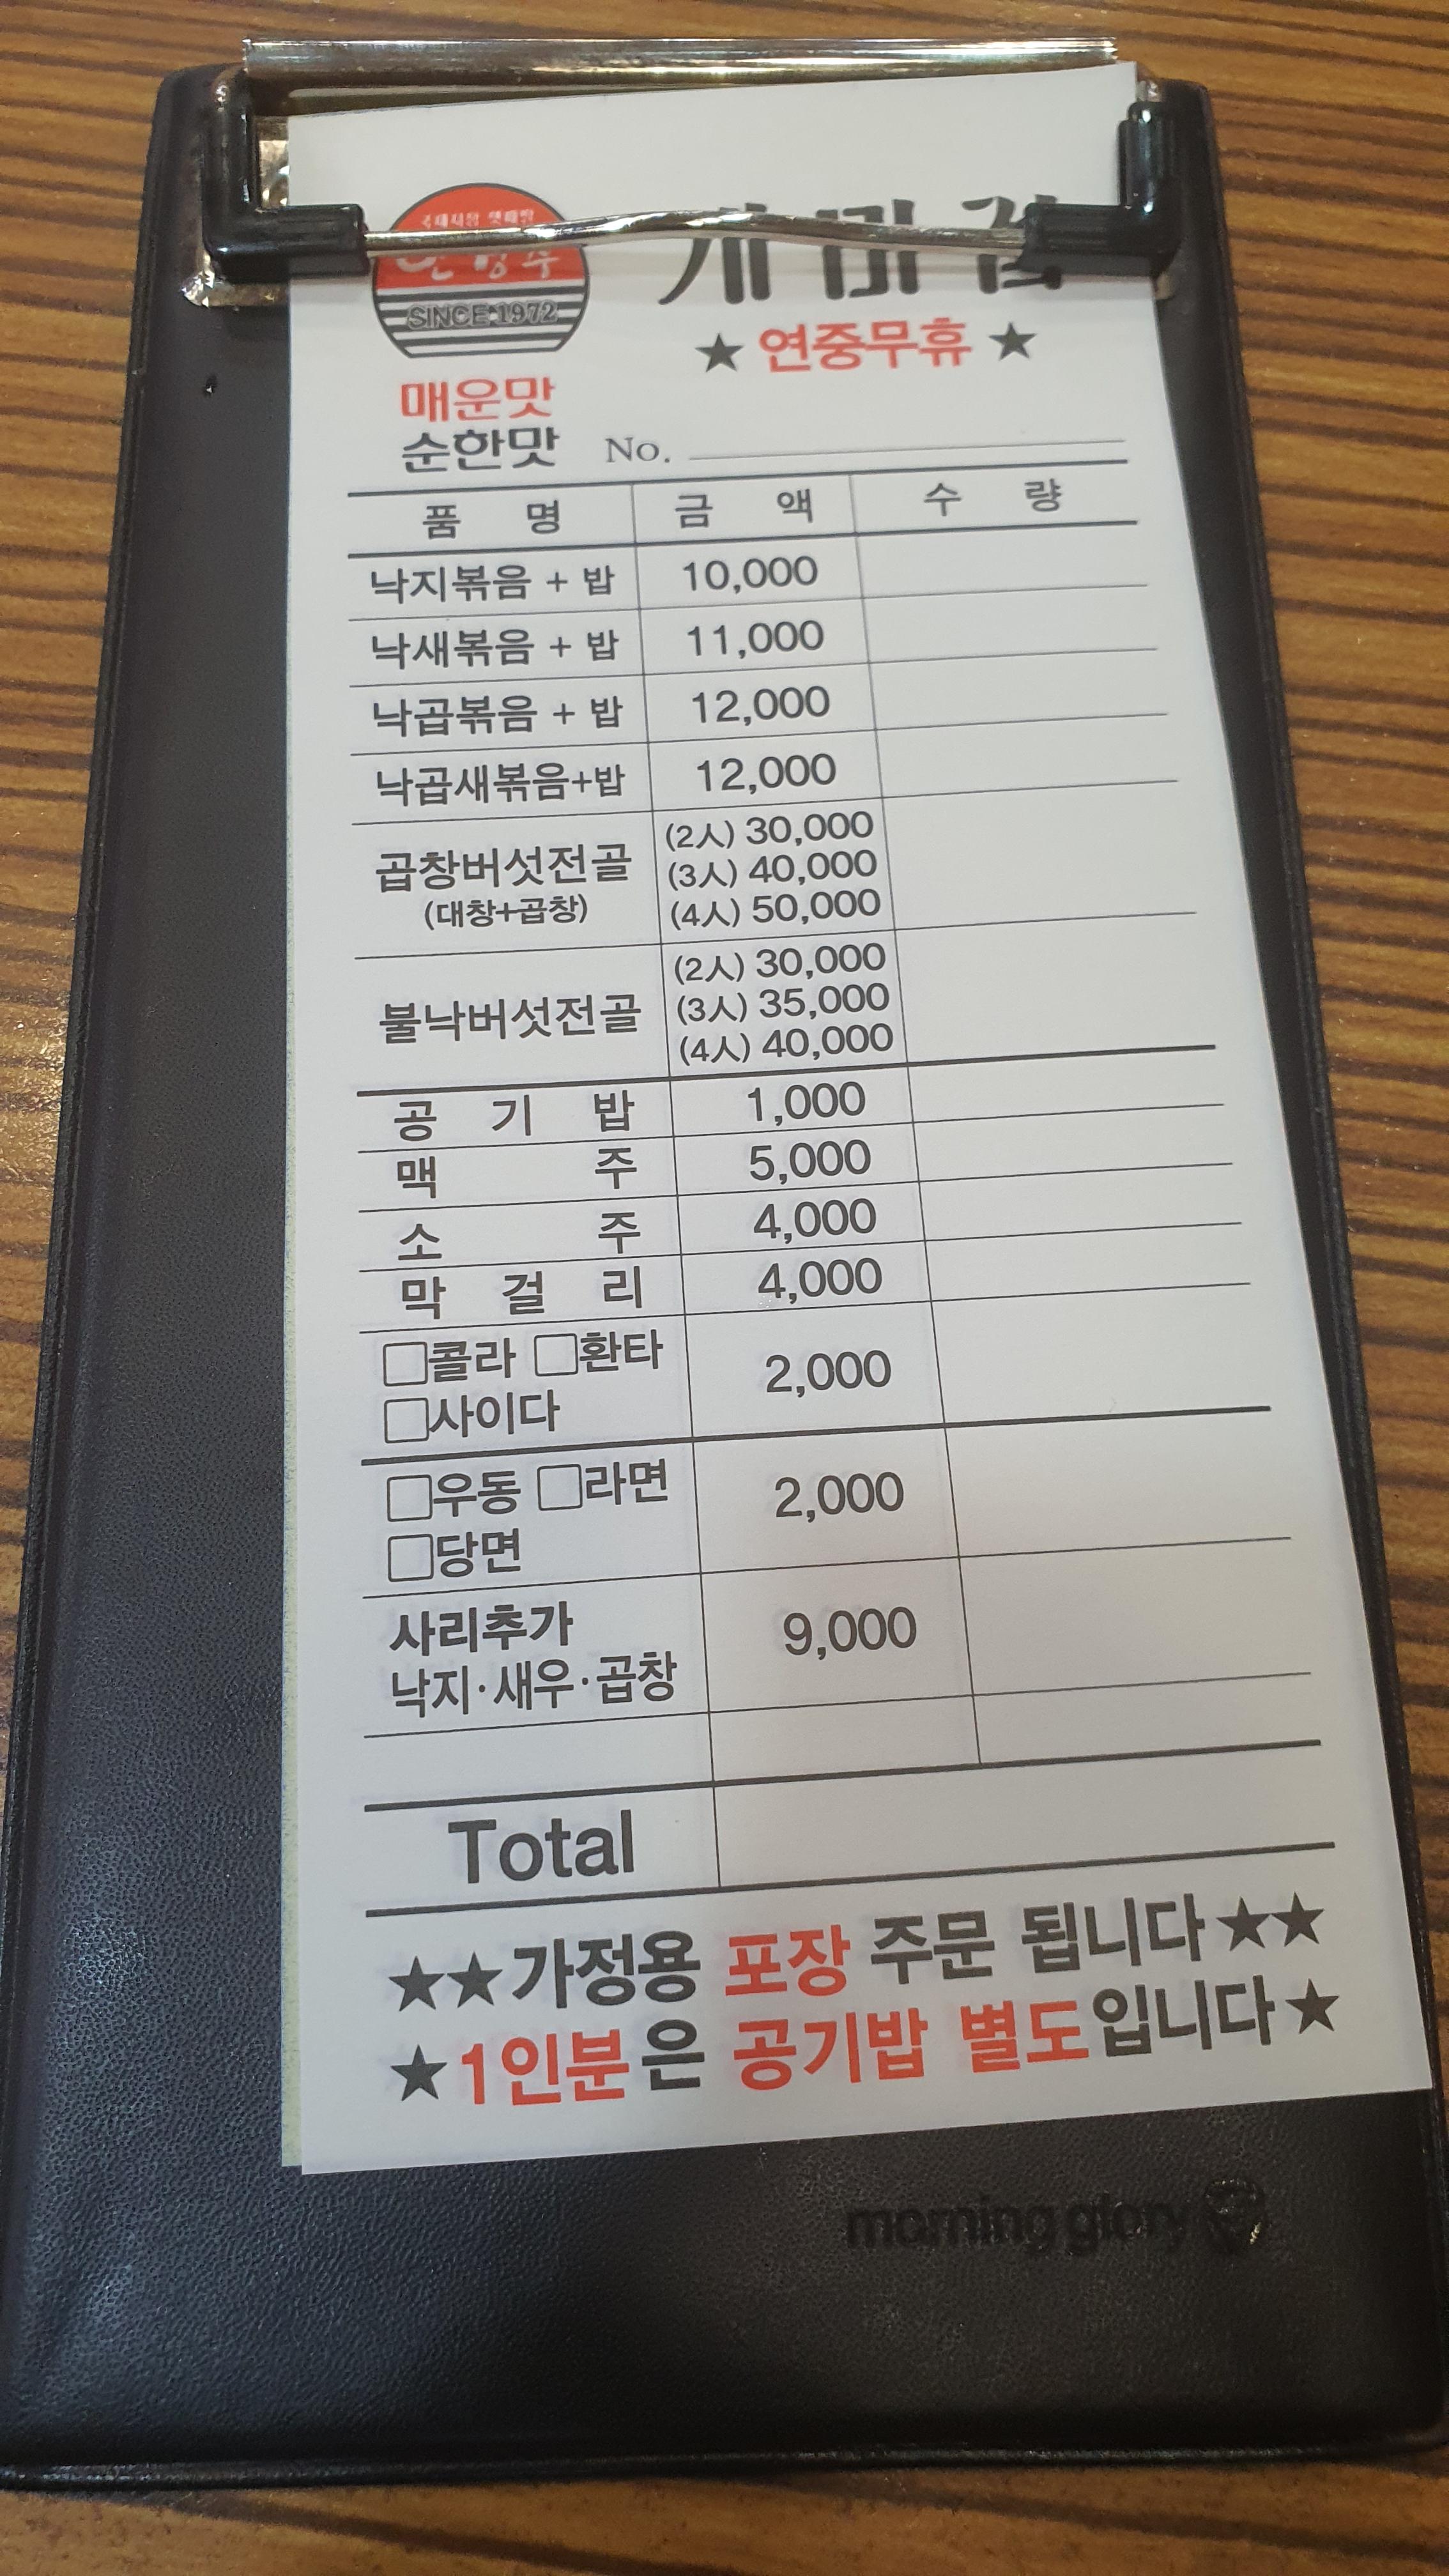 SINCE 1972
개미집
★ 연중무휴 ★
매운맛
순한맛 No.
품 명 금 액 수 량
낙지볶음 + 밥 10,000
낙새볶음 + 밥 11,000
낙곱볶음 + 밥 12,000
낙곱새볶음+밥 12,000
곱창버섯전골
(대창+곱창)
(2人) 30,000
(3人) 40,000
(4人) 50,000
불낙버섯전골
(2人) 30,000
(3人) 35,000
(4人) 40,000
공 기 밥 1,000
맥 주 5,000
소 주 4,000
막 걸 리 4,000
□콜라 □환타
□사이다
2,000
□우동 □라면
□당면
2,000
사리추가
낙지·새우·곱창
9,000
Total
★★가정용 포장 주문 됩니다★★
★1인분은 공기밥 별도입니다★
morning glory